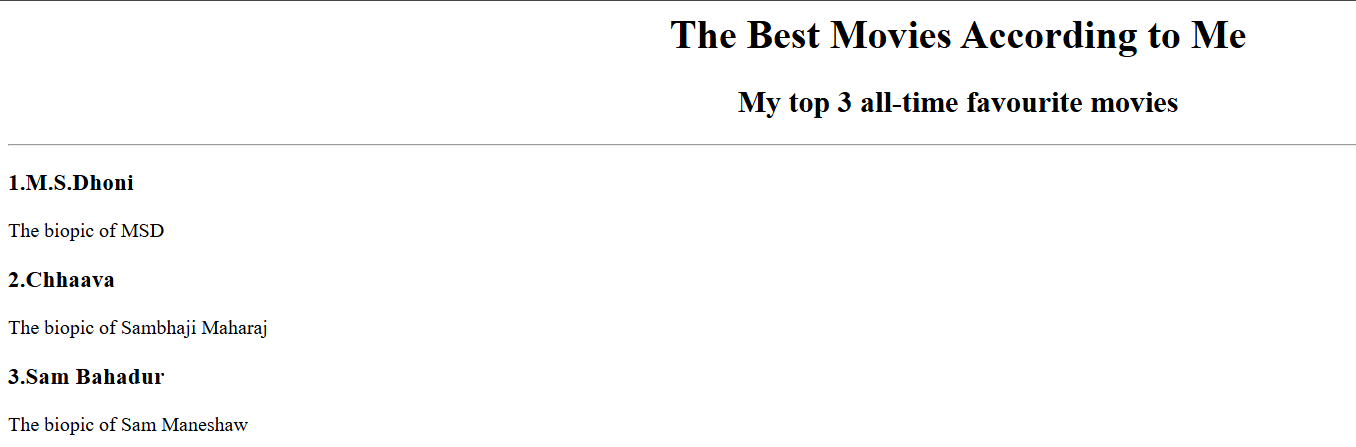 The Best Movies According to Me
My top 3 all-time favourite movies
1.M.S.Dhoni
The biopic of MSD
2.Chhaava
The biopic of Sambhaji Maharaj
3.Sam Bahadur
The biopic of Sam Maneshaw